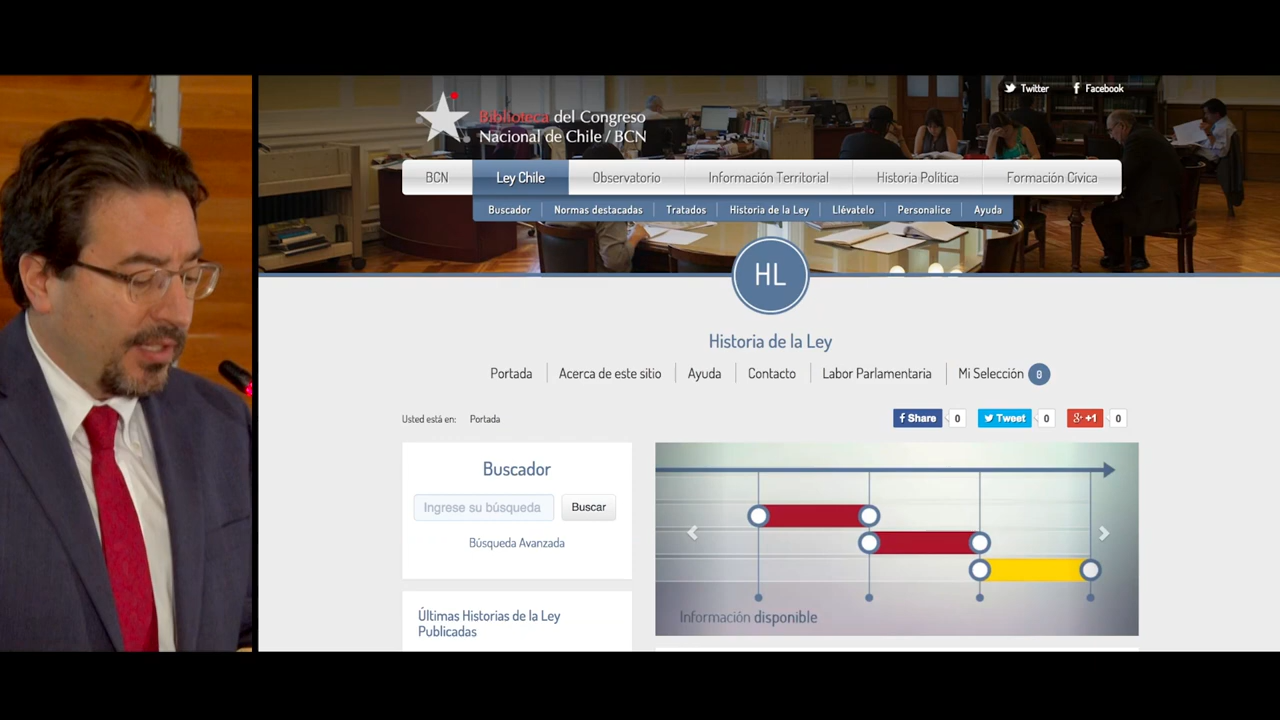 Twitter
Facebook
Biblioteca del Congreso
Nacional de Chile / BCN
BCN
Ley Chile
Observatorio
Información Territorial
Historia Política
Formación Cívica
Buscador
Normas destacadas
Tratados
Historia de la Ley
Llévatelo
Personalice
Ayuda
HL
Historia de la Ley
Portada
Acerca de este sitio
Ayuda
Contacto
Labor Parlamentaria
Mi Selección 0
Usted está en: Portada
Share 0
Tweet 0
+1 0
Buscador
Ingrese su búsqueda
Buscar
Búsqueda Avanzada
Información disponible
Últimas Historias de la Ley
Publicadas